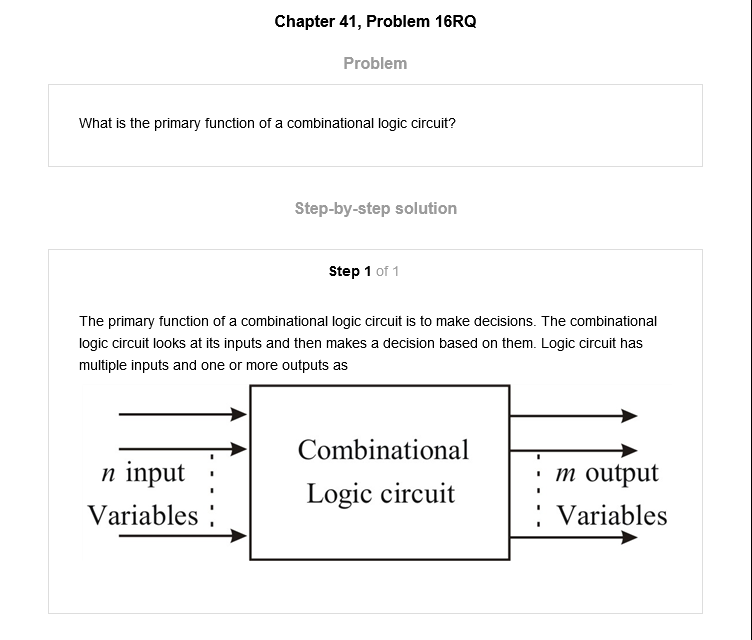 Chapter 41, Problem 16RQ
Problem
What is the primary function of a combinational logic circuit?
Step-by-step solution
Step 1 of 1
The primary function of a combinational logic circuit is to make decisions. The combinational
logic circuit looks at its inputs and then makes a decision based on them. Logic circuit has
multiple inputs and one or more outputs as
n input
Variables
Combinational
Logic circuit
m output
Variables